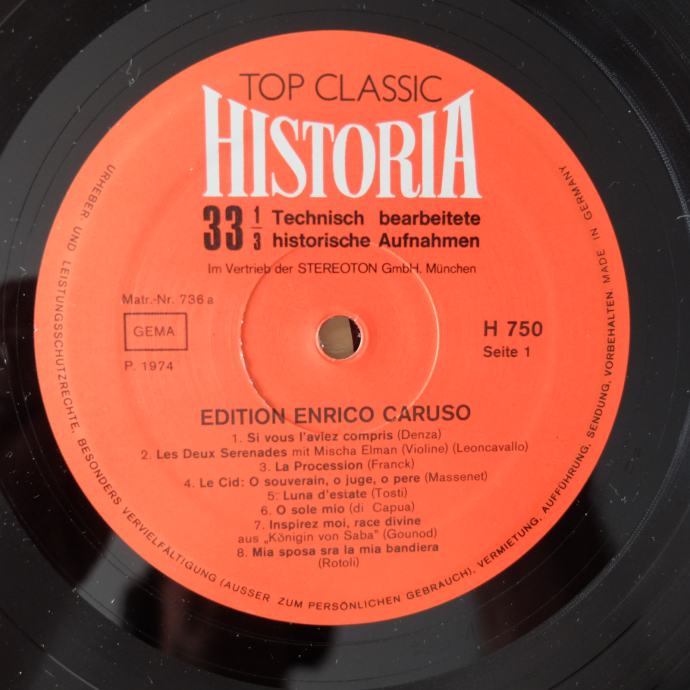 TOP CLASSIC
HISTORIA
33 1/3 Technisch bearbeitete
historische Aufnahmen
Im Vertrieb der STEREOTON GmbH. München
Matr.-Nr. 736 a
GEMA
P. 1974
H 750
Seite 1
EDITION ENRICO CARUSO
1. Si vous l'aviez compris (Denza)
2. Les Deux Serenades mit Mischa Elman (Violine) (Leoncavallo)
3. La Procession (Franck)
4. Le Cid: O souverain, o juge, o pere (Massenet)
5. Luna d'estate (Tosti)
6. O sole mio (di Capua)
7. Inspirez moi, race divine
aus „Königin von Saba" (Gounod)
8. Mia sposa sra la mia bandiera
(Rotoli)
URHEBER UND LEISTUNGSSCHUTZRECHTE, BESONDERS VERVIELFÄLTIGUNG (AUSSER ZUM PERSÖNLICHEN GEBRAUCH), VERMIETUNG, AUFFÜHRUNG, SENDUNG, VORBEHALTEN. MADE IN GERMANY